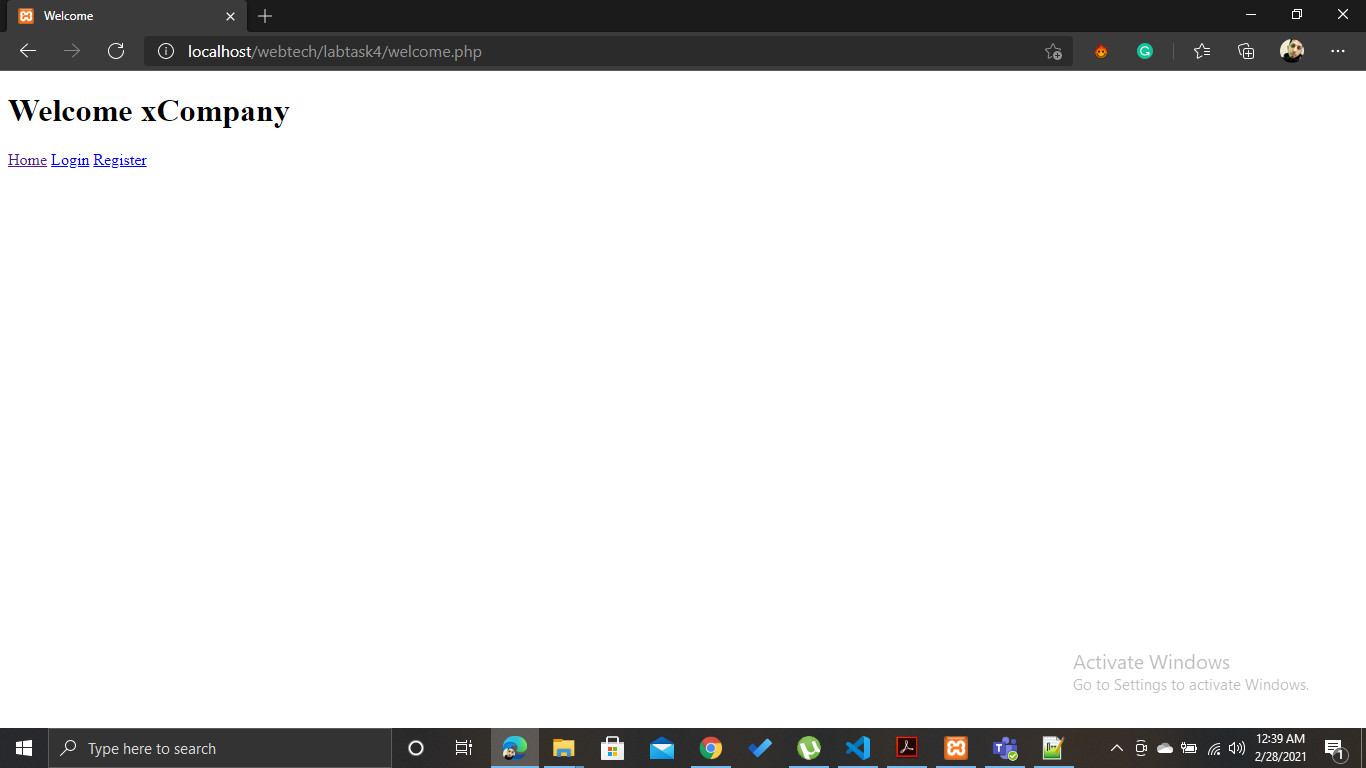 Welcome
localhost/webtech/labtask4/welcome.php
Welcome xCompany
Home Login Register
Activate Windows
Go to Settings to activate Windows.
Type here to search
12:39 AM
2/28/2021
1